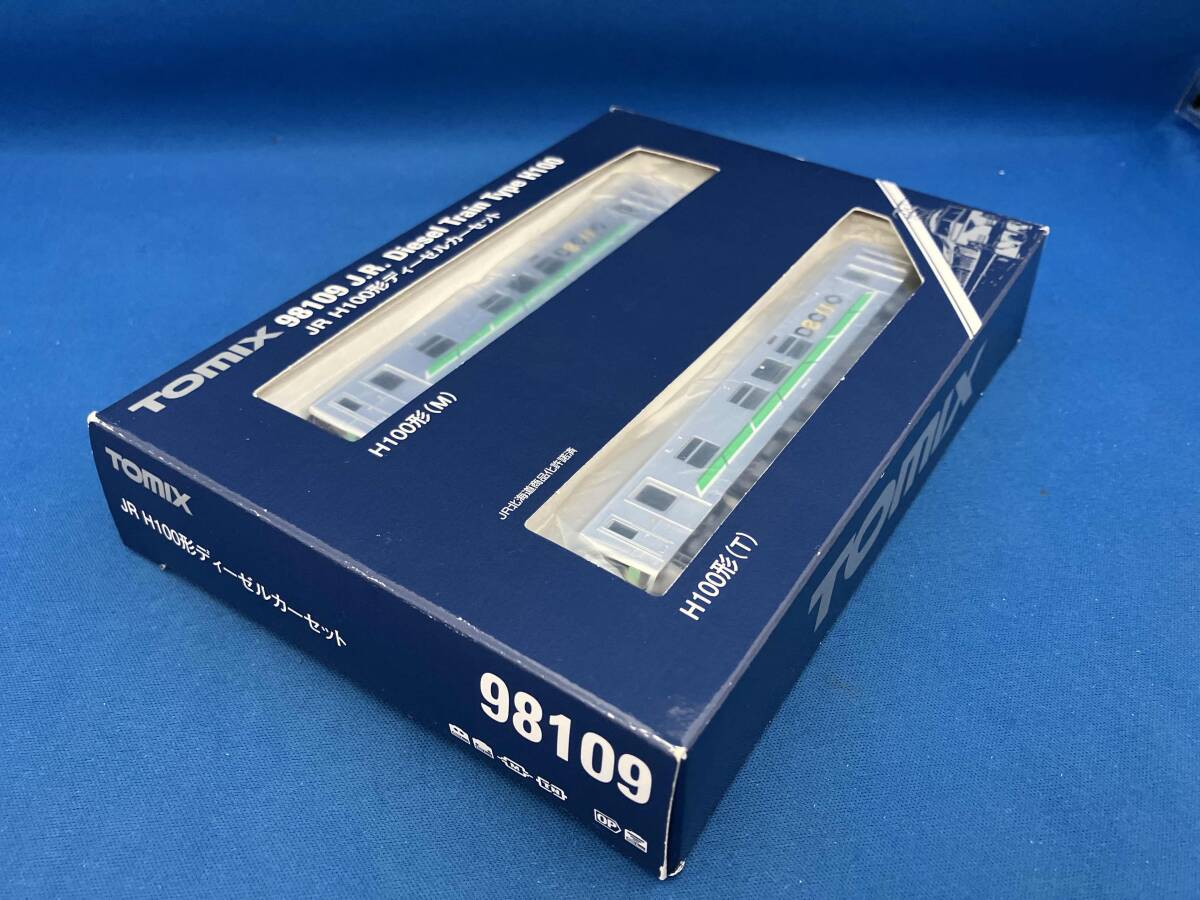 TOMIX 98109 J.R. Diesel Train Type H100
JR H100形ディーゼルカーセット
H100形(M)
JR北海道商品化許諾済
H100形(T)
DECMO
TOMIX
TOMIX
JR H100形ディーゼルカーセット
98109
M
OP